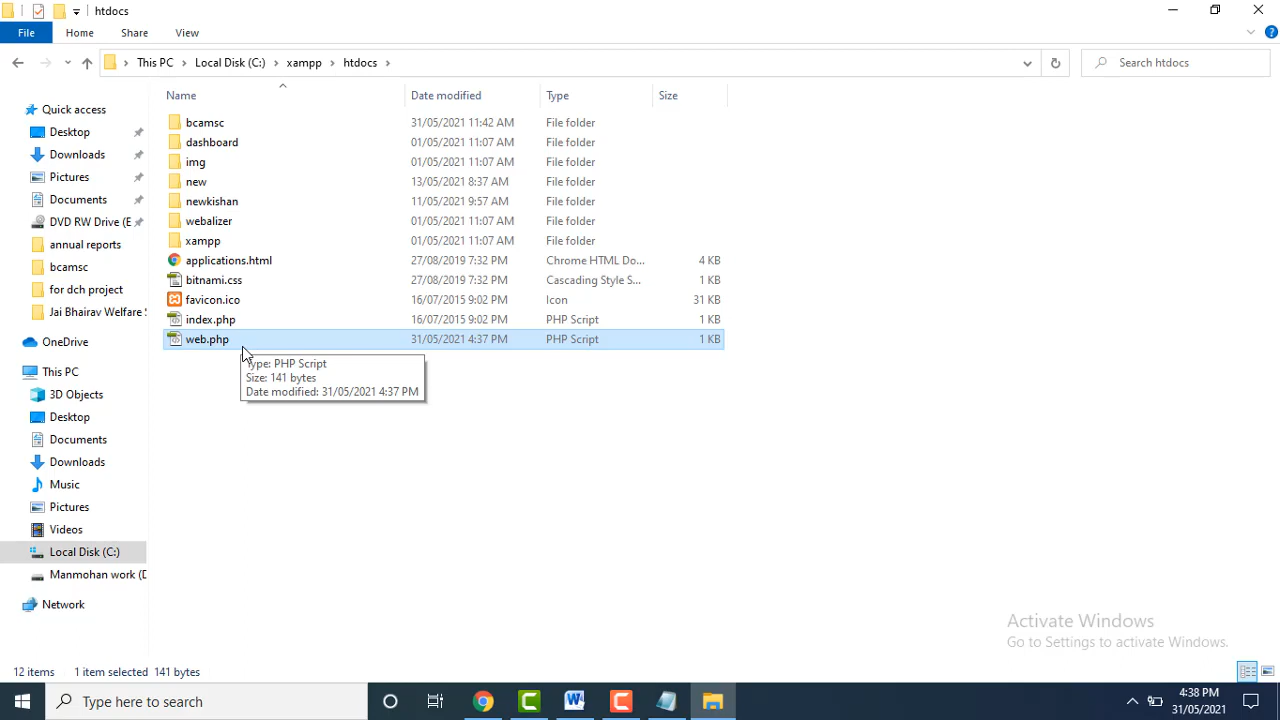 htdocs
File Home Share View
This PC Local Disk (C:) xampp htdocs Search htdocs
Name Date modified Type Size
Quick access
Desktop
Downloads
Pictures
Documents
DVD RW Drive (E
annual reports
bcamsc
for dch project
Jai Bhairav Welfare S
OneDrive
This PC
3D Objects
Desktop
Documents
Downloads
Music
Pictures
Videos
Local Disk (C:)
Manmohan work (D
Network
bcamsc 31/05/2021 11:42 AM File folder
dashboard 01/05/2021 11:07 AM File folder
img 01/05/2021 11:07 AM File folder
new 13/05/2021 8:37 AM File folder
newkishan 11/05/2021 9:57 AM File folder
webalizer 01/05/2021 11:07 AM File folder
xampp 01/05/2021 11:07 AM File folder
applications.html 27/08/2019 7:32 PM Chrome HTML Do... 4 KB
bitnami.css 27/08/2019 7:32 PM Cascading Style S... 1 KB
favicon.ico 16/07/2015 9:02 PM Icon 31 KB
index.php 16/07/2015 9:02 PM PHP Script 1 KB
web.php 31/05/2021 4:37 PM PHP Script 1 KB
Type: PHP Script
Size: 141 bytes
Date modified: 31/05/2021 4:37 PM
Activate Windows
Go to Settings to activate Windows.
12 items 1 item selected 141 bytes
Type here to search
4:38 PM
31/05/2021